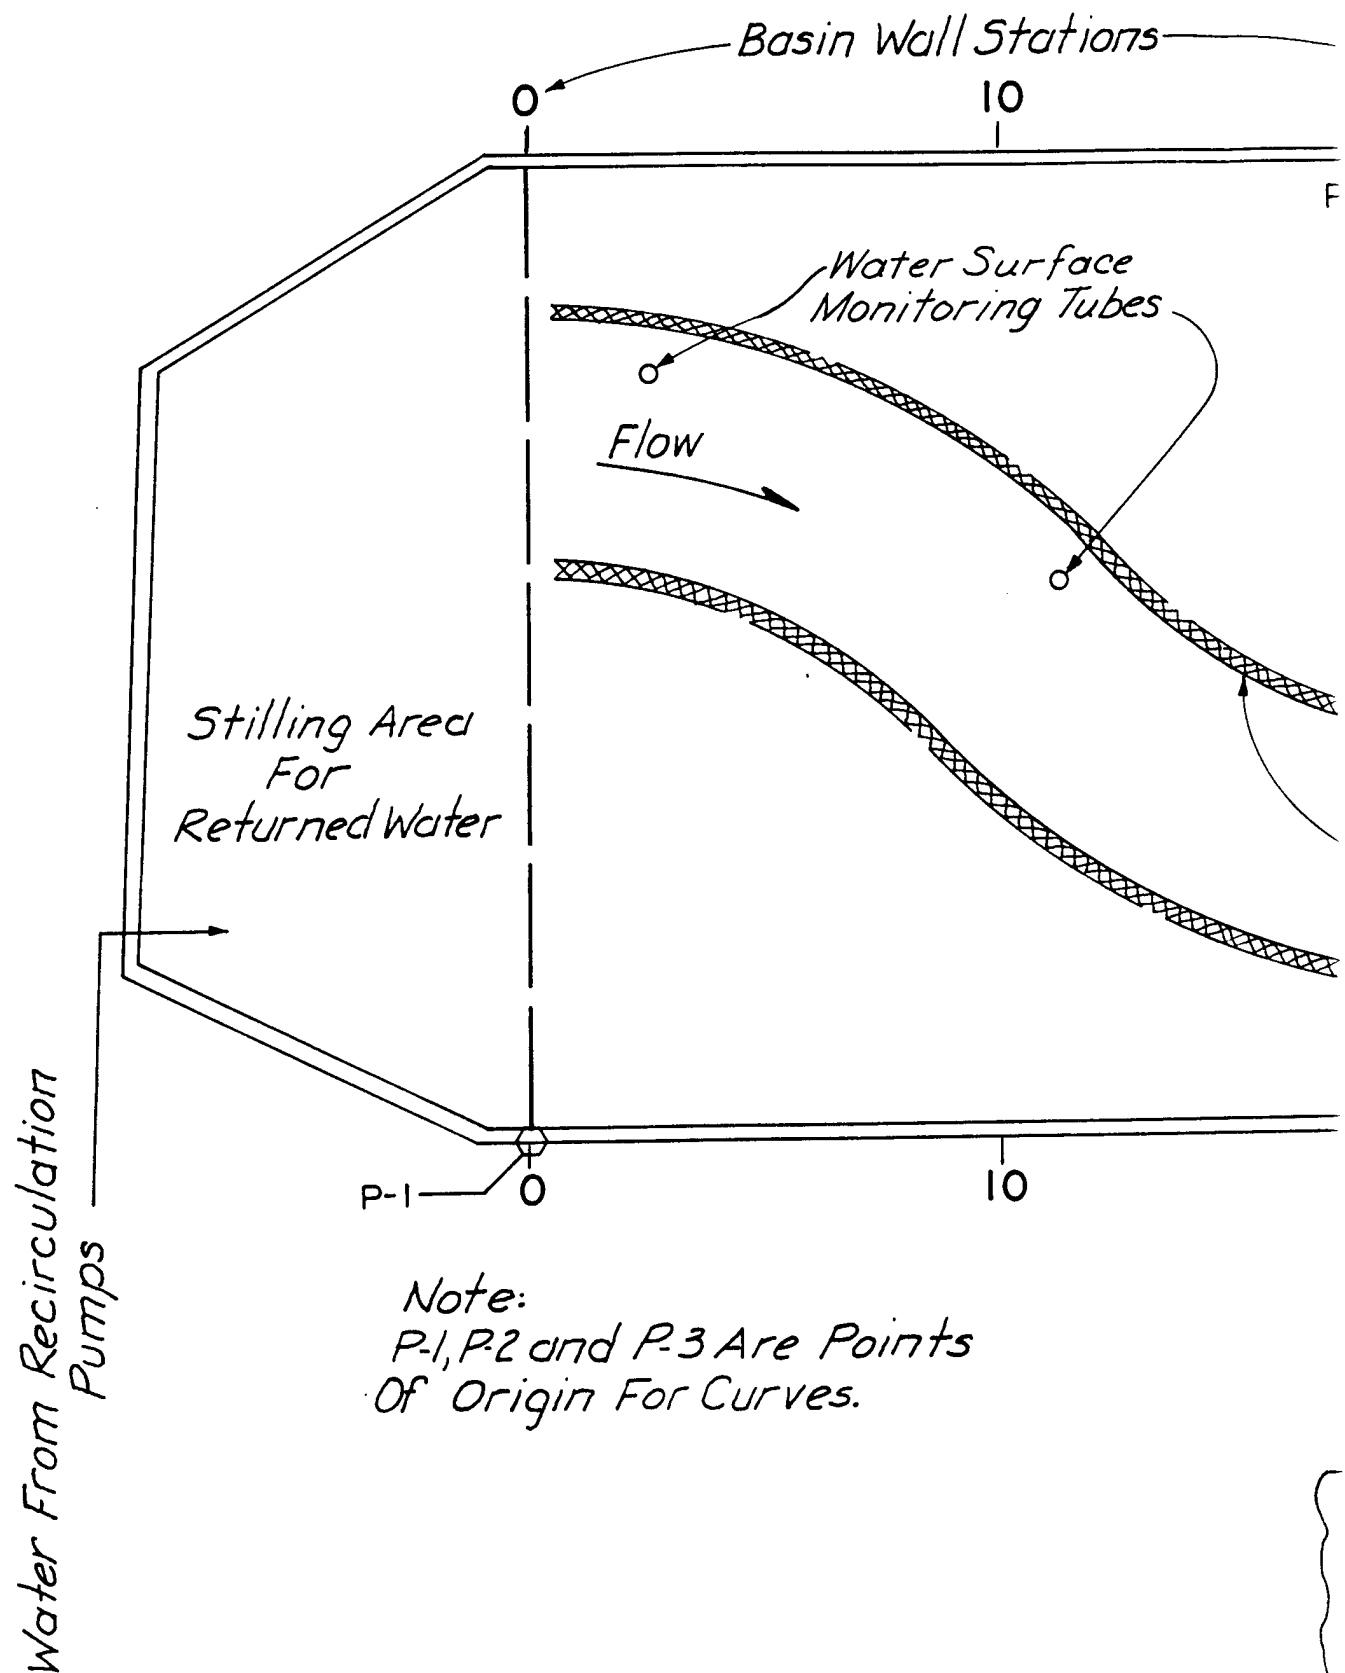 Basin Wall Stations
0
10
F
Water Surface
Monitoring Tubes
Flow
Stilling Area
For
Returned Water
P-1
0
10
Water From Recirculation
Pumps
Note:
P-1, P-2 and P-3 Are Points
Of Origin For Curves.